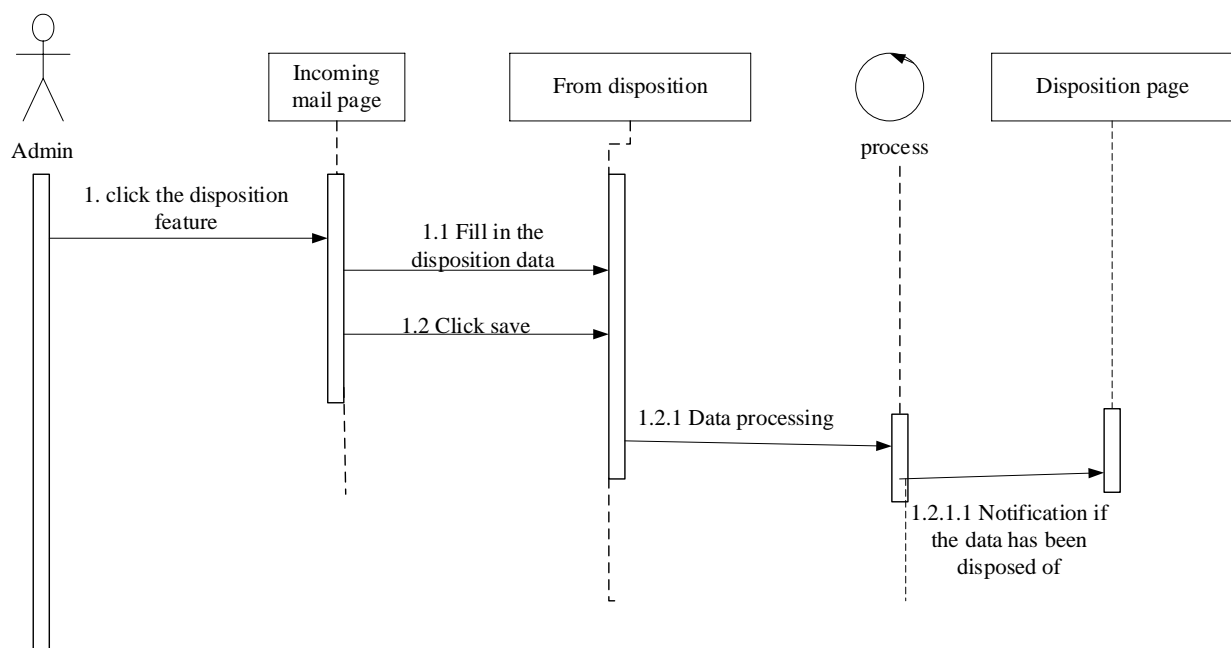 Incoming
mail page
From disposition
Disposition page
Admin
process
1. click the disposition
feature
1.1 Fill in the
disposition data
1.2 Click save
1.2.1 Data processing
1.2.1.1 Notification if
the data has been
disposed of